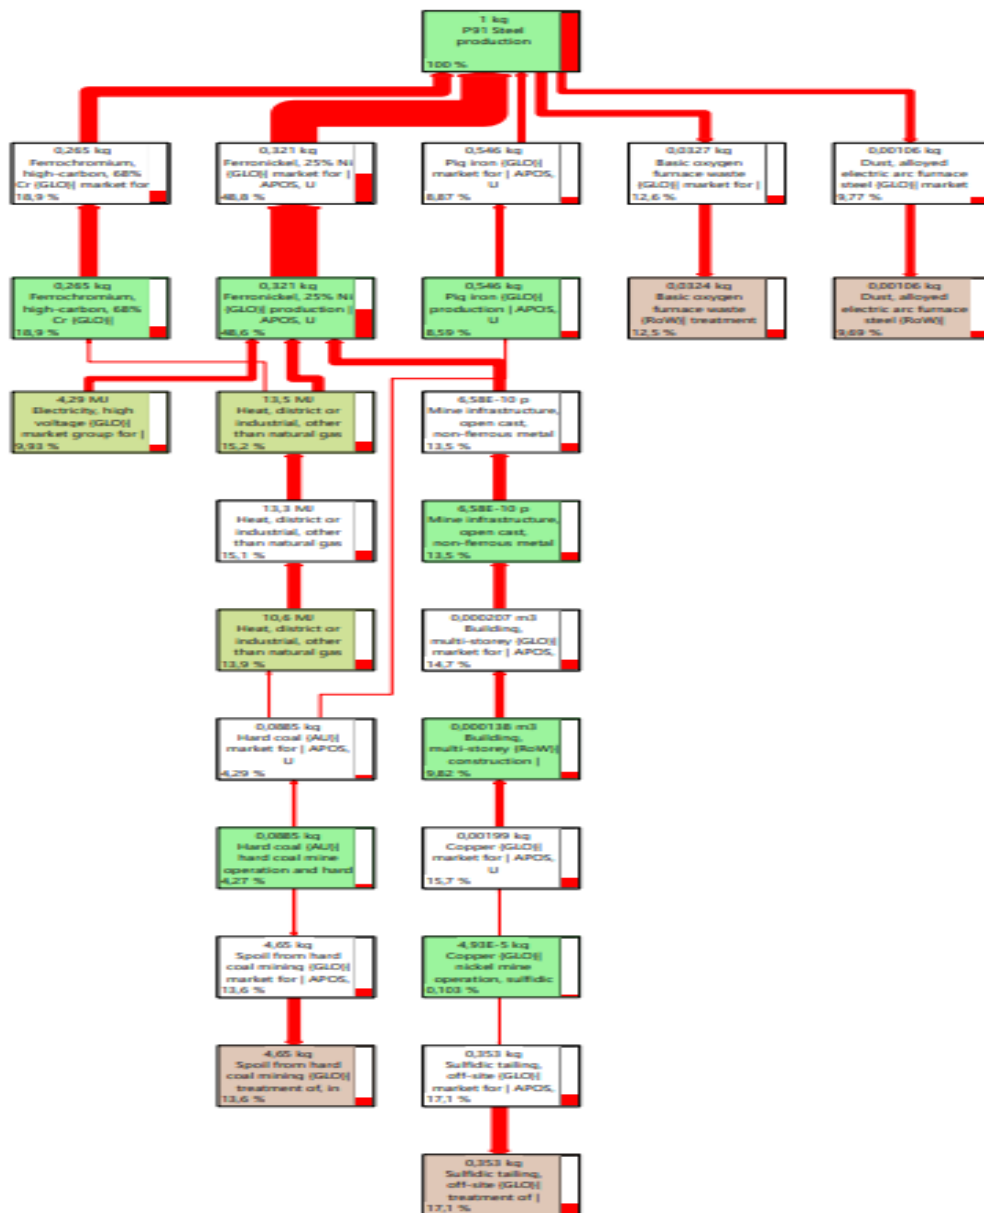 1 kg
P91 Steel
production
100 %
0,265 kg
Ferrochromium,
high-carbon, 68%
Cr {GLO}| market for
18,9 %
0,321 kg
Ferronickel, 25% Ni
{GLO}| market for |
APOS, U
48,8 %
0,546 kg
Pig iron {GLO}|
market for | APOS,
U
8,87 %
0,0327 kg
Basic oxygen
furnace waste
{GLO}| market for |
12,6 %
0,00106 kg
Dust, alloyed
electric arc furnace
steel {GLO}| market
9,77 %
0,265 kg
Ferrochromium,
high-carbon, 68%
Cr {GLO}|
18,9 %
0,321 kg
Ferronickel, 25% Ni
{GLO}| production |
APOS, U
48,6 %
0,546 kg
Pig iron {GLO}|
production | APOS,
U
8,59 %
0,0324 kg
Basic oxygen
furnace waste
{RoW}| treatment
12,5 %
0,00106 kg
Dust, alloyed
electric arc furnace
steel {RoW}|
9,69 %
4,29 MJ
Electricity, high
voltage {GLO}|
market group for |
9,93 %
13,5 MJ
Heat, district or
industrial, other
than natural gas
15,2 %
6,58E-10 p
Mine infrastructure,
open cast,
non-ferrous metal
13,5 %
13,3 MJ
Heat, district or
industrial, other
than natural gas
15,1 %
6,58E-10 p
Mine infrastructure,
open cast,
non-ferrous metal
13,5 %
10,6 MJ
Heat, district or
industrial, other
than natural gas
13,9 %
0,000207 m3
Building,
multi-storey {GLO}|
market for | APOS,
14,7 %
0,0885 kg
Hard coal {AU}|
market for | APOS,
U
4,29 %
0,000138 m3
Building,
multi-storey {RoW}|
construction |
9,82 %
0,0885 kg
Hard coal {AU}|
hard coal mine
operation and hard
4,27 %
0,00199 kg
Copper {GLO}|
market for | APOS,
U
15,7 %
4,65 kg
Spoil from hard
coal mining {GLO}|
market for | APOS,
13,6 %
4,93E-5 kg
Copper {GLO}|
nickel mine
operation, sulfidic
0,103 %
4,65 kg
Spoil from hard
coal mining {GLO}|
treatment of, in
13,6 %
0,353 kg
Sulfidic tailing,
off-site {GLO}|
market for | APOS,
17,1 %
0,353 kg
Sulfidic tailing,
off-site {GLO}|
treatment of |
17,1 %